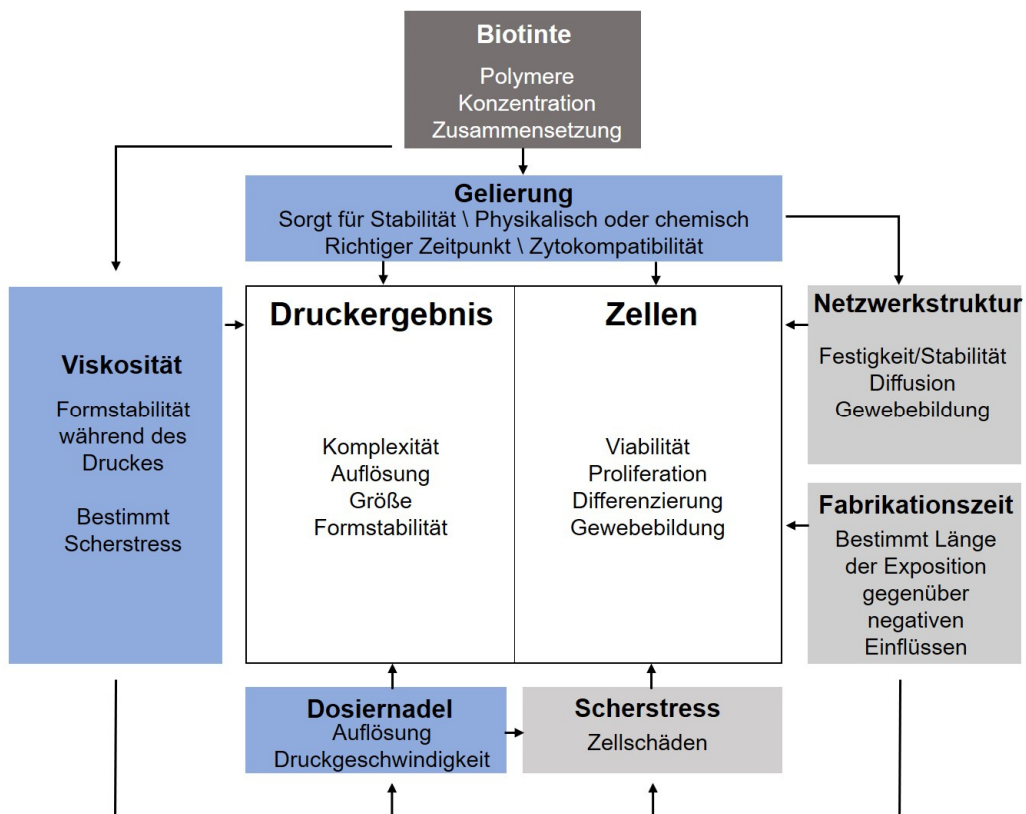 Biotinte
Polymere
Konzentration
Zusammensetzung
Gelierung
Sorgt für Stabilität \ Physikalisch oder chemisch
Richtiger Zeitpunkt \ Zytokompatibilität
Viskosität
Formstabilität
während des
Druckes
Bestimmt
Scherstress
Druckergebnis
Komplexität
Auflösung
Größe
Formstabilität
Zellen
Viabilität
Proliferation
Differenzierung
Gewebebildung
Netzwerkstruktur
Festigkeit/Stabilität
Diffusion
Gewebebildung
Fabrikationszeit
Bestimmt Länge
der Exposition
gegenüber
negativen
Einflüssen
Dosiernadel
Auflösung
Druckgeschwindigkeit
Scherstress
Zellschäden